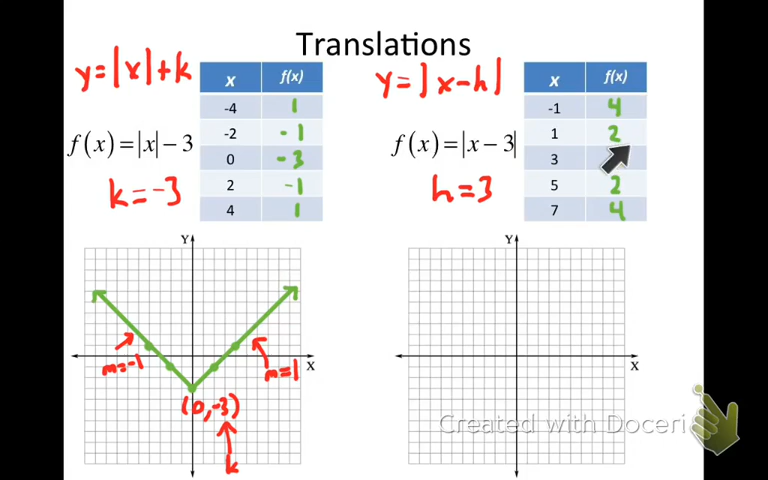 Translations
y=|x|+k
x f(x)
-4 1
-2 -1
0 -3
2 -1
4 1
f(x)=|x|−3
k=-3
y=|x-h|
x f(x)
-1 4
1 2
3
5 2
7 4
f(x)=|x−3|
h=3
Y
X
m=-1
m=1
(0,-3)
k
Y
X
Created with Doceri